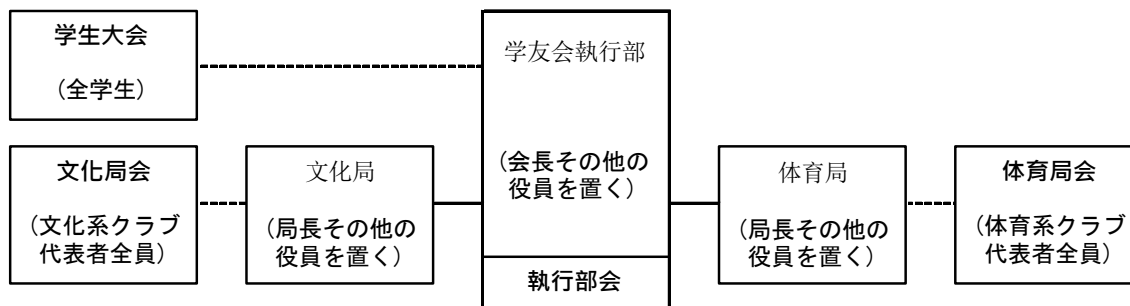 学生大会
(全学生)
学友会執行部
(会長その他の
役員を置く)
執行部会
文化局会
(文化系クラブ
代表者全員)
文化局
(局長その他の
役員を置く)
体育局
(局長その他の
役員を置く)
体育局会
(体育系クラブ
代表者全員)